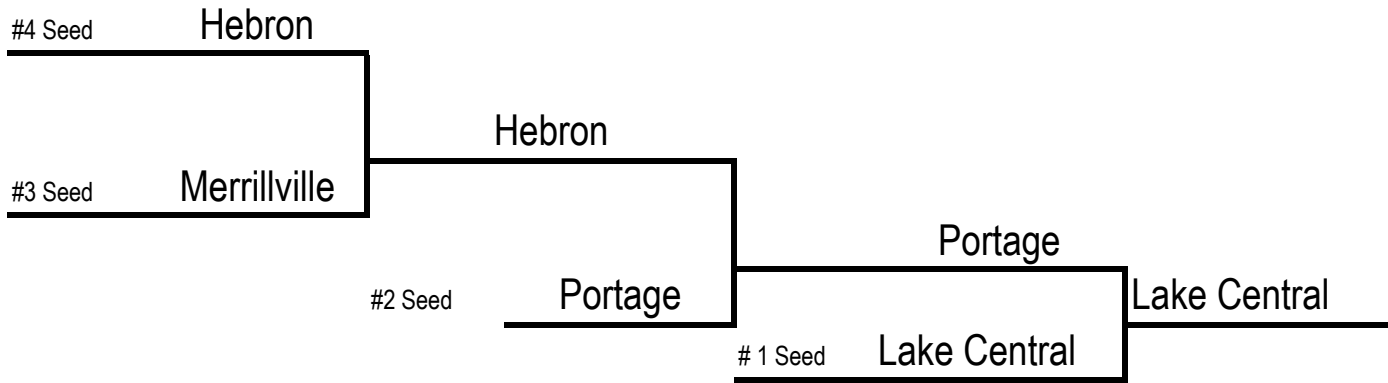 #4 Seed Hebron
Hebron
#3 Seed Merrillville
Portage
#2 Seed Portage
Lake Central
# 1 Seed Lake Central